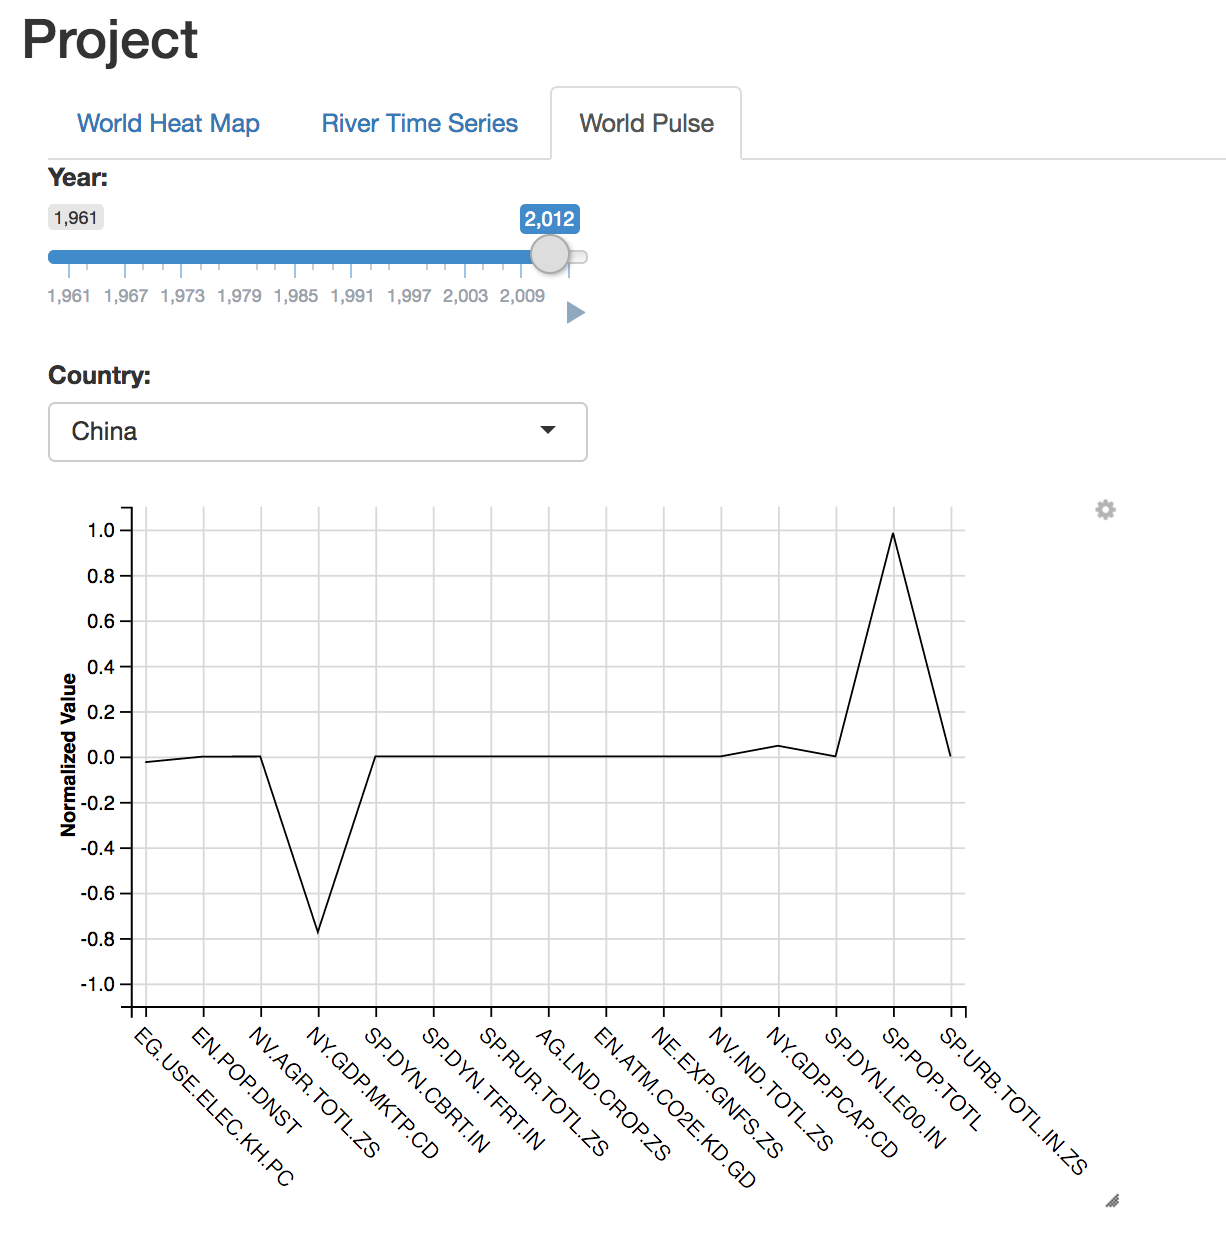 Project
World Heat Map River Time Series World Pulse
Year:
1,961 2,012
1,961 1,967 1,973 1,979 1,985 1,991 1,997 2,003 2,009
Country:
China
1.0
0.8
0.6
0.4
0.2
0.0
-0.2
-0.4
-0.6
-0.8
-1.0
Normalized Value
EG.USE.ELEC.KH.PC
EN.POP.DNST
NV.AGR.TOTL.ZS
NY.GDP.MKTP.CD
SP.DYN.CBRT.IN
SP.DYN.TFRT.IN
SP.RUR.TOTL.ZS
AG.LND.CROP.ZS
EN.ATM.CO2E.KD.GD
NE.EXP.GNFS.ZS
NV.IND.TOTL.ZS
NY.GDP.PCAP.CD
SP.DYN.LE00.IN
SP.POP.TOTL
SP.URB.TOTL.IN.ZS